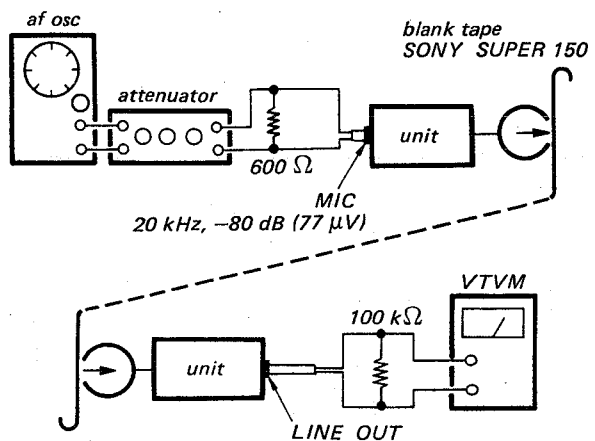 af osc
blank tape
SONY SUPER 150
attenuator
unit
600 Ω
MIC
20 kHz, −80 dB (77 μV)
VTVM
100 kΩ
unit
LINE OUT